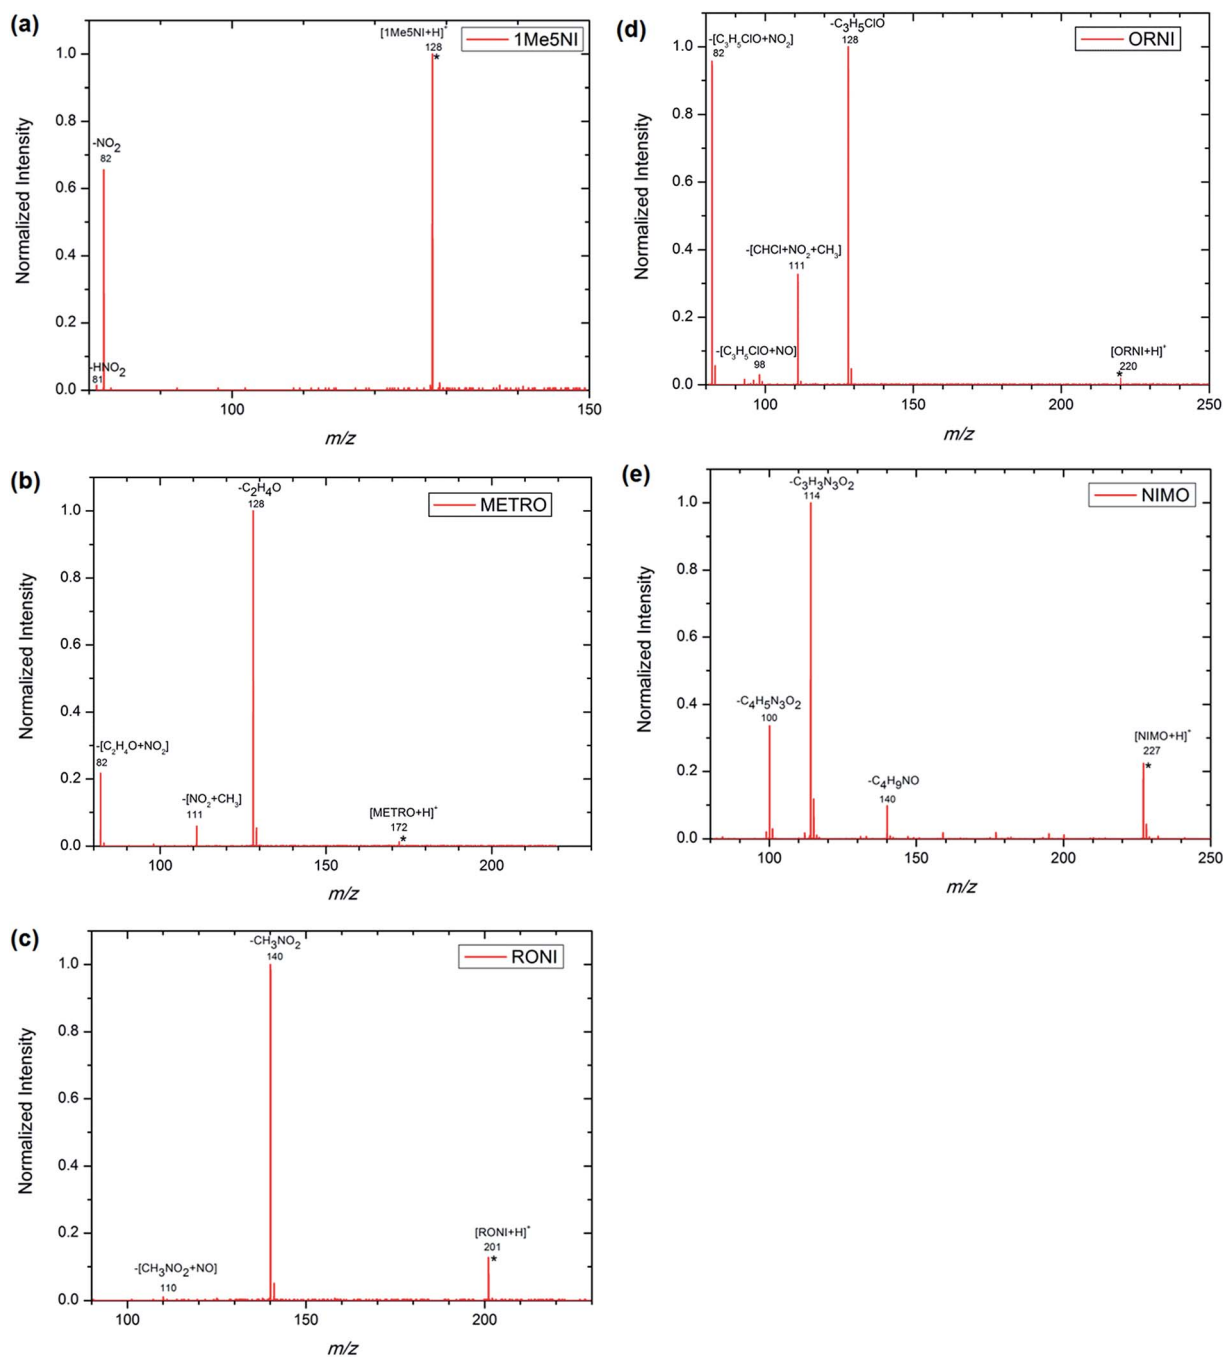 (a)
1Me5NI
[1Me5NI+H]⁺
128
*
-NO₂
82
-HNO₂
81
1.0
0.8
0.6
0.4
0.2
0.0
Normalized Intensity
100
150
m/z
(b)
METRO
-C₂H₄O
128
-[C₂H₄O+NO₂]
82
-[NO₂+CH₃]
111
[METRO+H]⁺
172
*
1.0
0.8
0.6
0.4
0.2
0.0
Normalized Intensity
100
150
200
m/z
(c)
RONI
-CH₃NO₂
140
-[CH₃NO₂+NO]
110
[RONI+H]⁺
201
*
1.0
0.8
0.6
0.4
0.2
0.0
Normalized Intensity
100
150
200
m/z
(d)
ORNI
-C₃H₅ClO
128
-[C₃H₅ClO+NO₂]
82
-[CHCl+NO₂+CH₃]
111
-[C₃H₅ClO+NO]
98
[ORNI+H]⁺
220
*
1.0
0.8
0.6
0.4
0.2
0.0
Normalized Intensity
100
150
200
250
m/z
(e)
NIMO
-C₃H₃N₃O₂
114
-C₄H₅N₃O₂
100
-C₄H₉NO
140
[NIMO+H]⁺
227
*
1.0
0.8
0.6
0.4
0.2
0.0
Normalized Intensity
100
150
200
250
m/z